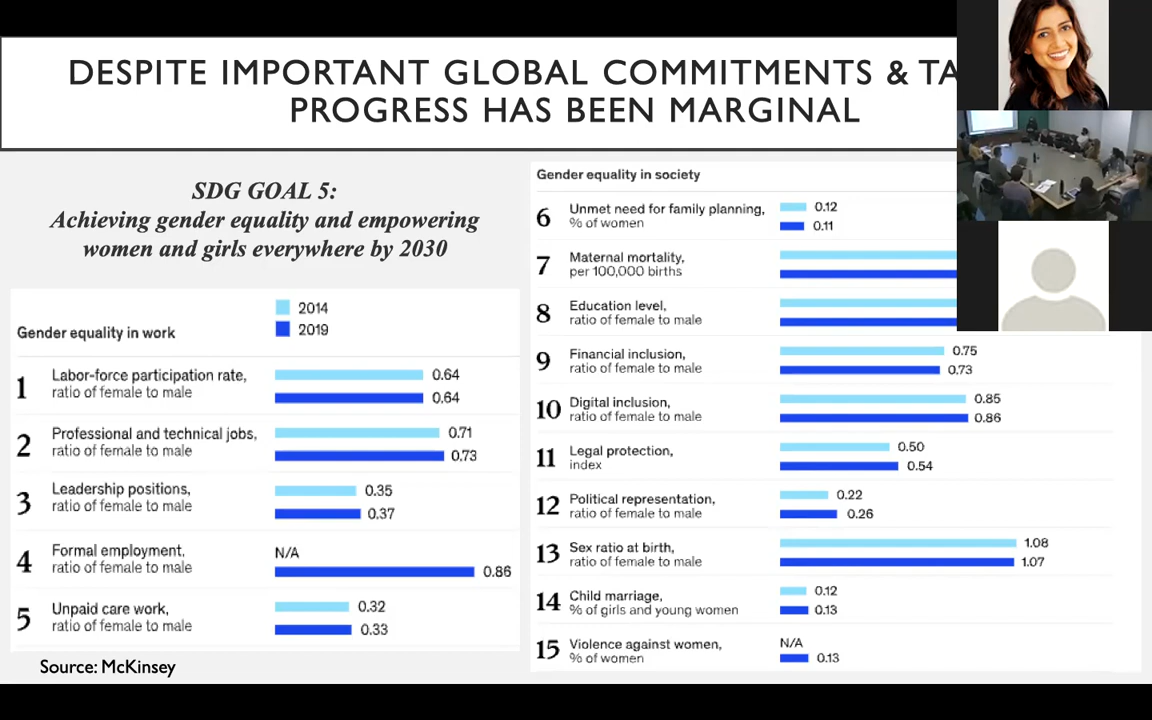 DESPITE IMPORTANT GLOBAL COMMITMENTS &
PROGRESS HAS BEEN MARGINAL
SDG GOAL 5:
Achieving gender equality and empowering
women and girls everywhere by 2030
2014
2019
Gender equality in work
1 Labor-force participation rate,
ratio of female to male
0.64
0.64
2 Professional and technical jobs,
ratio of female to male
0.71
0.73
3 Leadership positions,
ratio of female to male
0.35
0.37
4 Formal employment,
ratio of female to male
N/A
0.86
5 Unpaid care work,
ratio of female to male
0.32
0.33
Source: McKinsey
Gender equality in society
6 Unmet need for family planning,
% of women
0.12
0.11
7 Maternal mortality,
per 100,000 births
8 Education level,
ratio of female to male
9 Financial inclusion,
ratio of female to male
0.75
0.73
10 Digital inclusion,
ratio of female to male
0.85
0.86
11 Legal protection,
index
0.50
0.54
12 Political representation,
ratio of female to male
0.22
0.26
13 Sex ratio at birth,
ratio of female to male
1.08
1.07
14 Child marriage,
% of girls and young women
0.12
0.13
15 Violence against women,
% of women
N/A
0.13